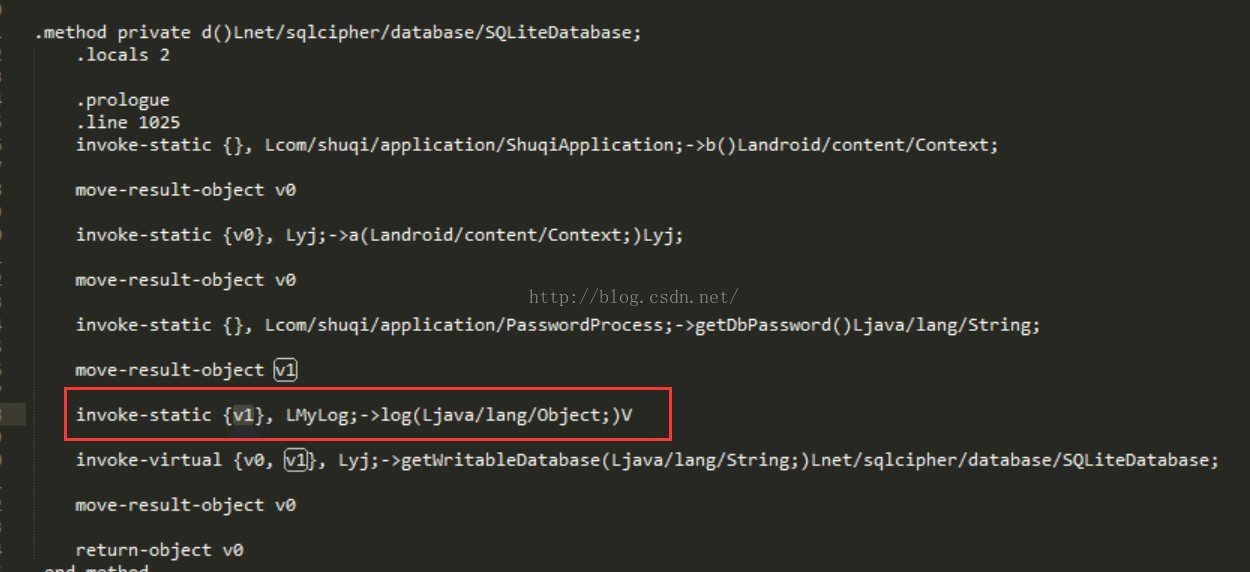 .method private d()Lnet/sqlcipher/database/SQLiteDatabase;
.locals 2
.prologue
.line 1025
invoke-static {}, Lcom/shuqi/application/ShuqiApplication;->b()Landroid/content/Context;
move-result-object v0
invoke-static {v0}, Lyj;->a(Landroid/content/Context;)Lyj;
move-result-object v0
http://blog.csdn.net/
invoke-static {}, Lcom/shuqi/application/PasswordProcess;->getDbPassword()Ljava/lang/String;
move-result-object v1
invoke-static {v1}, LMyLog;->log(Ljava/lang/Object;)V
invoke-virtual {v0, v1}, Lyj;->getWritableDatabase(Ljava/lang/String;)Lnet/sqlcipher/database/SQLiteDatabase;
move-result-object v0
return-object v0
.end method